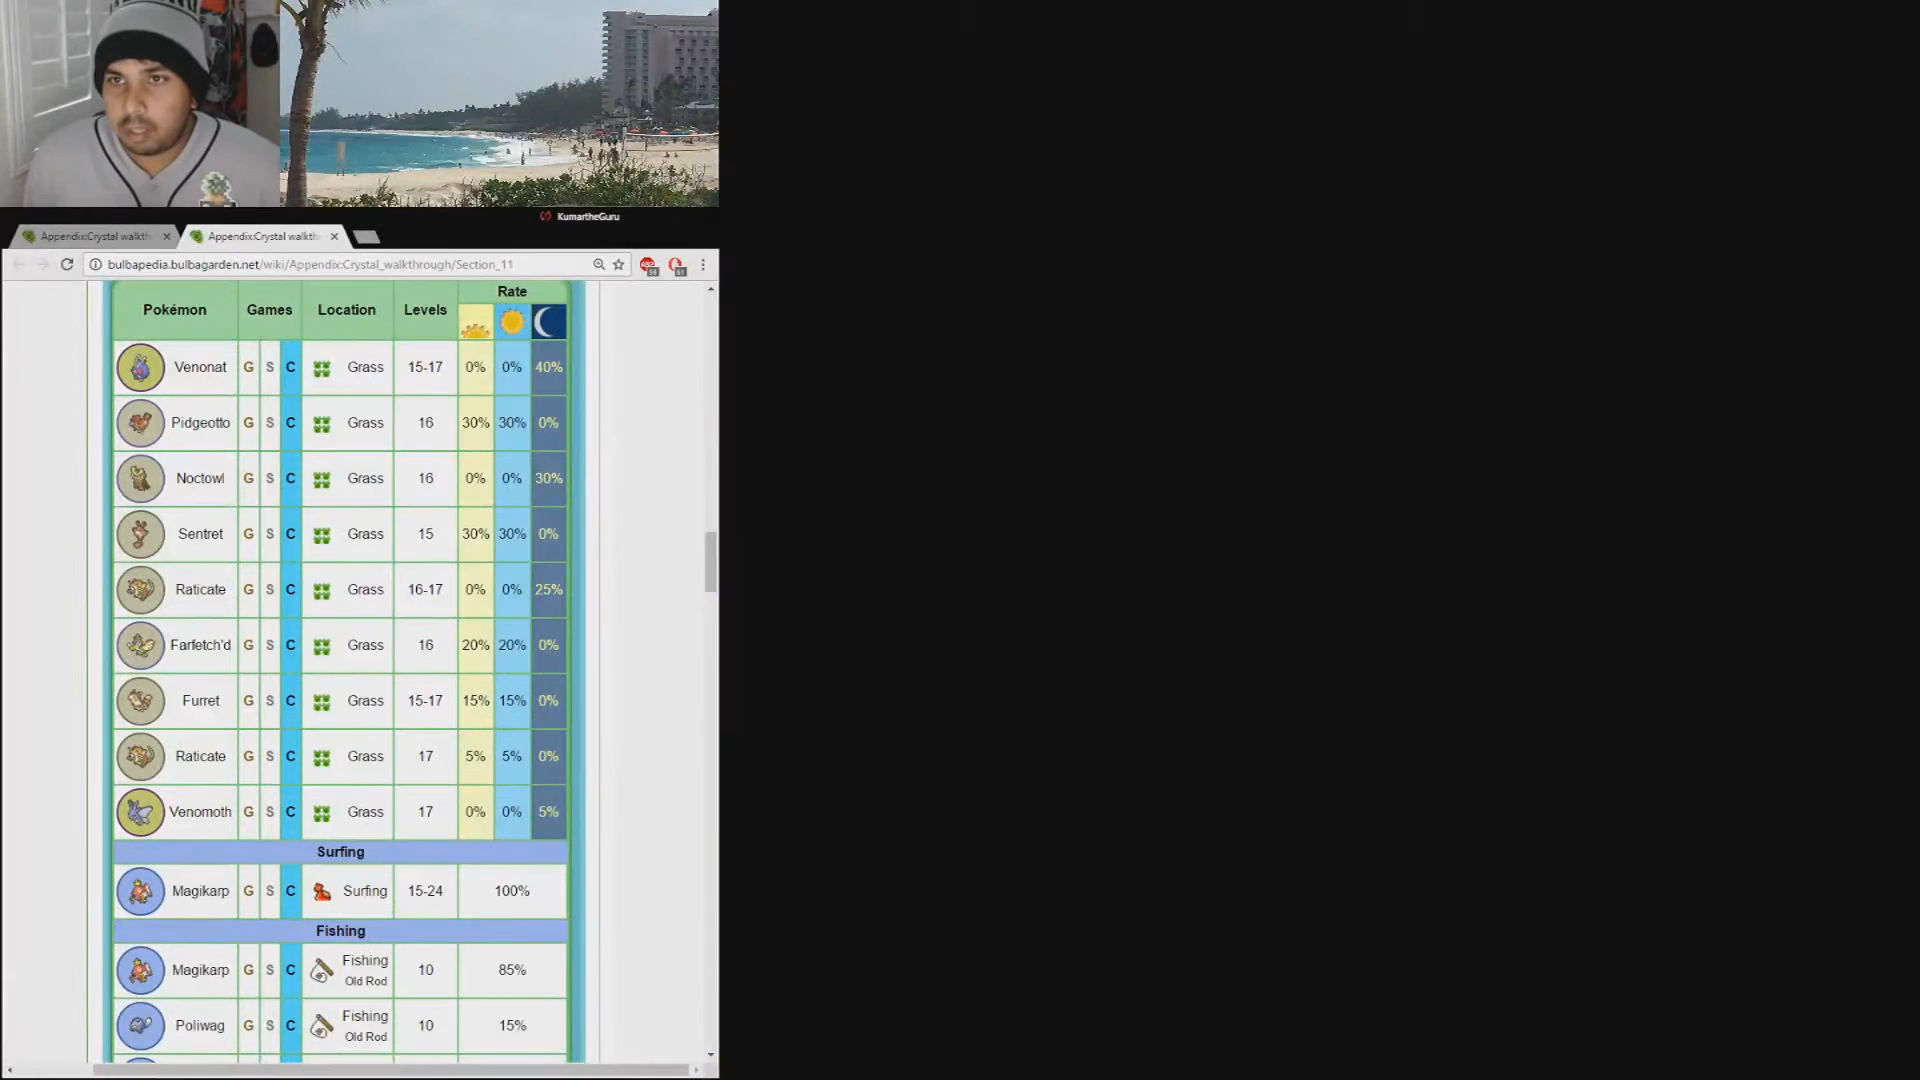 KumartheGuru
Appendix:Crystal walkth
Appendix:Crystal walkth
bulbapedia.bulbagarden.net/wiki/Appendix:Crystal_walkthrough/Section_11
Pokémon Games Location Levels Rate
Venonat G S C Grass 15-17 0% 0% 40%
Pidgeotto G S C Grass 16 30% 30% 0%
Noctowl G S C Grass 16 0% 0% 30%
Sentret G S C Grass 15 30% 30% 0%
Raticate G S C Grass 16-17 0% 0% 25%
Farfetch'd G S C Grass 16 20% 20% 0%
Furret G S C Grass 15-17 15% 15% 0%
Raticate G S C Grass 17 5% 5% 0%
Venomoth G S C Grass 17 0% 0% 5%
Surfing
Magikarp G S C Surfing 15-24 100%
Fishing
Magikarp G S C Fishing Old Rod 10 85%
Poliwag G S C Fishing Old Rod 10 15%